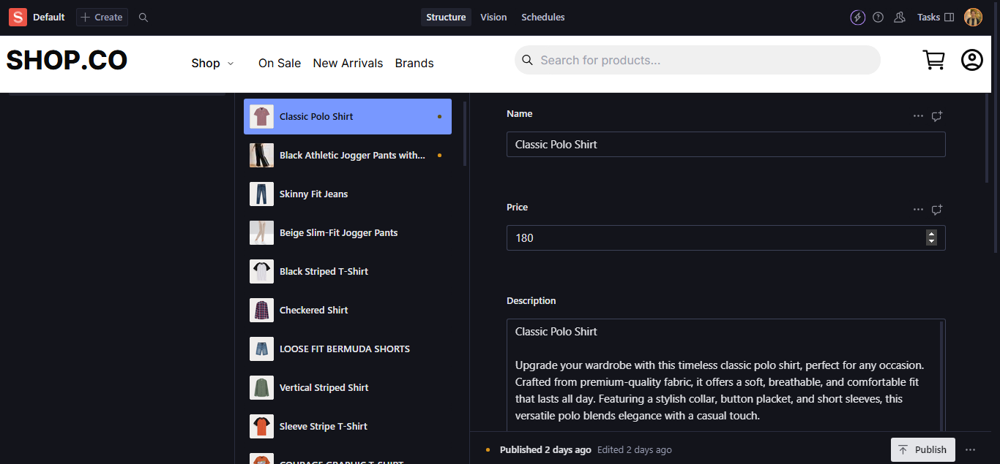 S Default Create Structure Vision Schedules Tasks
SHOP.CO Shop On Sale New Arrivals Brands Search for products...
Classic Polo Shirt
Black Athletic Jogger Pants with...
Skinny Fit Jeans
Beige Slim-Fit Jogger Pants
Black Striped T-Shirt
Checkered Shirt
LOOSE FIT BERMUDA SHORTS
Vertical Striped Shirt
Sleeve Stripe T-Shirt
COURAGE GRAPHIC T-SHIRT
Name
Classic Polo Shirt
Price
180
Description
Classic Polo Shirt
Upgrade your wardrobe with this timeless classic polo shirt, perfect for any occasion.
Crafted from premium-quality fabric, it offers a soft, breathable, and comfortable fit
that lasts all day. Featuring a stylish collar, button placket, and short sleeves, this
versatile polo blends elegance with a casual touch.
Published 2 days ago Edited 2 days ago Publish